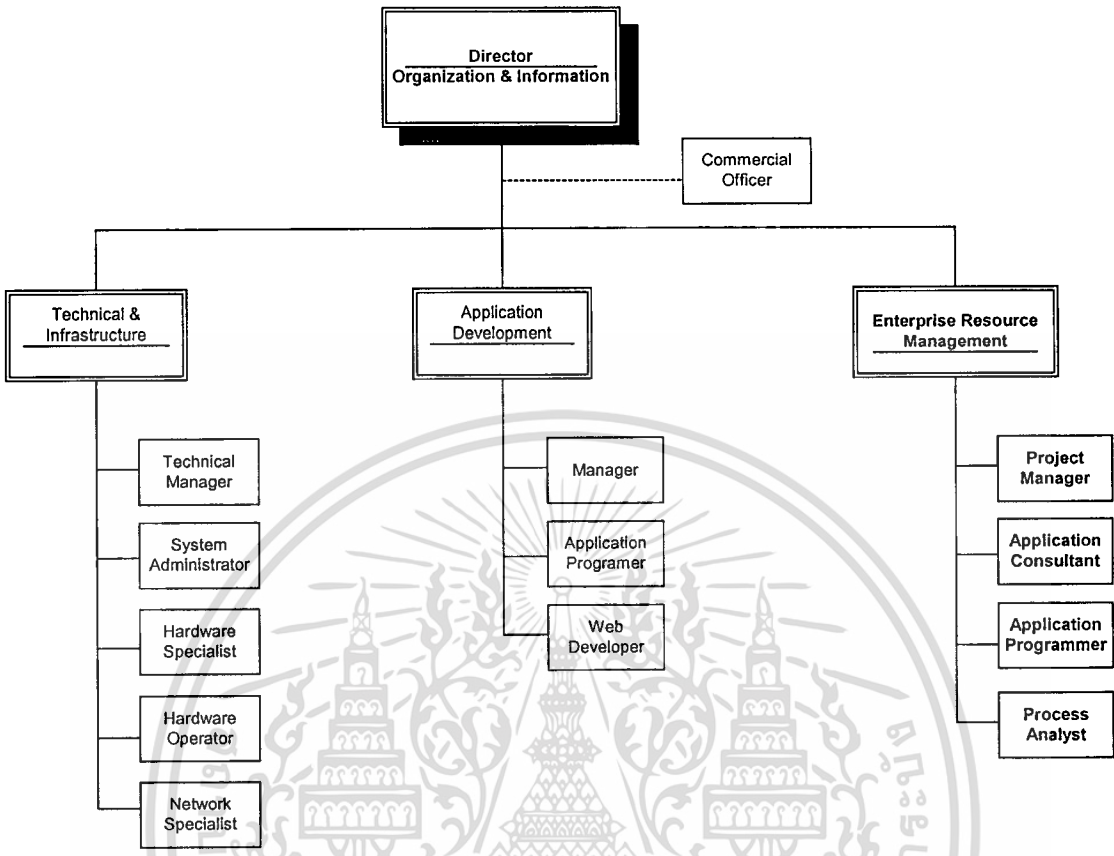 Director
Organization & Information
Commercial
Officer
Technical &
Infrastructure
Application
Development
Enterprise Resource
Management
Technical
Manager
System
Administrator
Hardware
Specialist
Hardware
Operator
Network
Specialist
Manager
Application
Programer
Web
Developer
Project
Manager
Application
Consultant
Application
Programmer
Process
Analyst